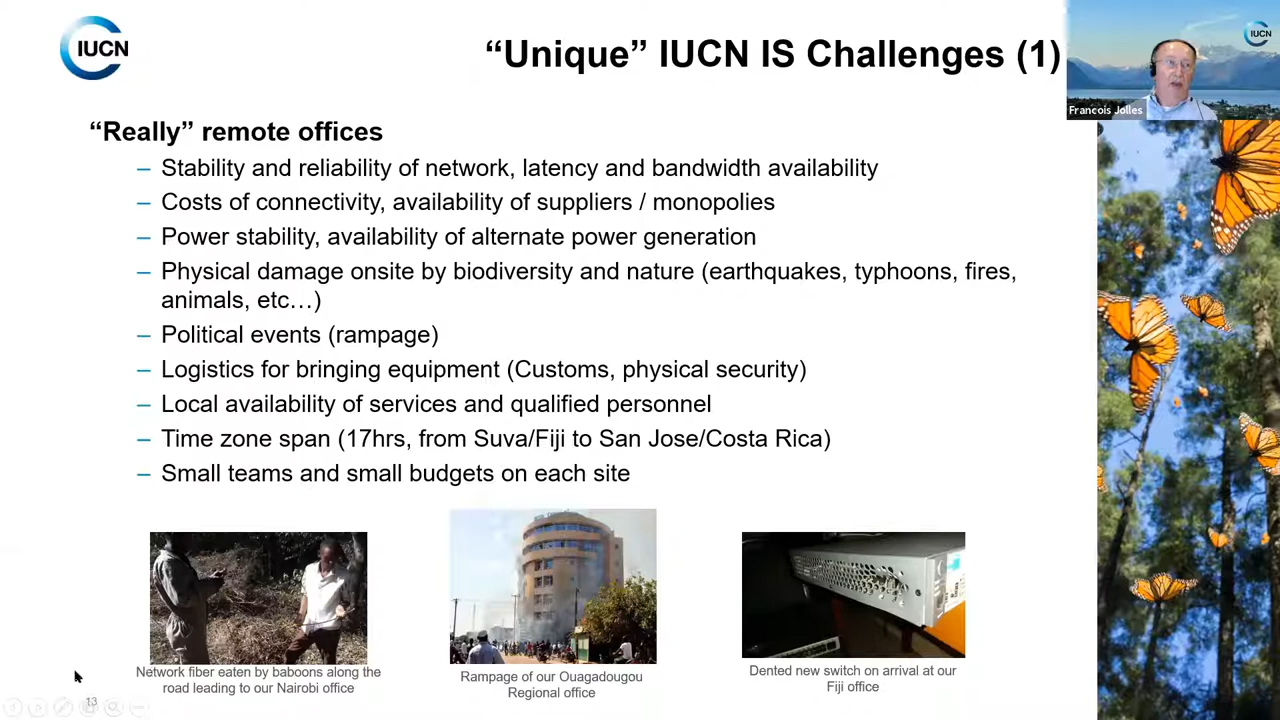 IUCN
“Unique” IUCN IS Challenges (1)
IUCN
Francois Jolles
“Really” remote offices
– Stability and reliability of network, latency and bandwidth availability
– Costs of connectivity, availability of suppliers / monopolies
– Power stability, availability of alternate power generation
– Physical damage onsite by biodiversity and nature (earthquakes, typhoons, fires,
animals, etc…)
– Political events (rampage)
– Logistics for bringing equipment (Customs, physical security)
– Local availability of services and qualified personnel
– Time zone span (17hrs, from Suva/Fiji to San Jose/Costa Rica)
– Small teams and small budgets on each site
Network fiber eaten by baboons along the
road leading to our Nairobi office
Rampage of our Ouagadougou
Regional office
Dented new switch on arrival at our
Fiji office
13